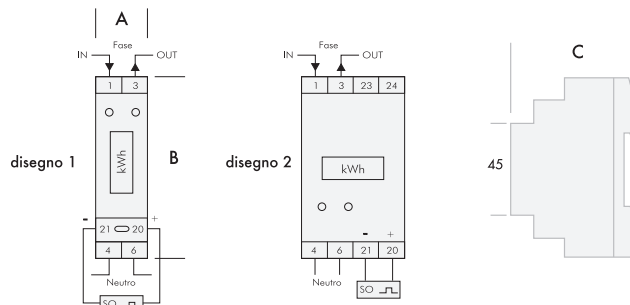 A
Fase
IN
OUT
1
3
kWh
disegno 1
B
-
+
21
20
4
6
Neutro
SO
Fase
IN
OUT
1
3
23
24
disegno 2
kWh
-
+
4
6
21
20
Neutro
SO
C
45